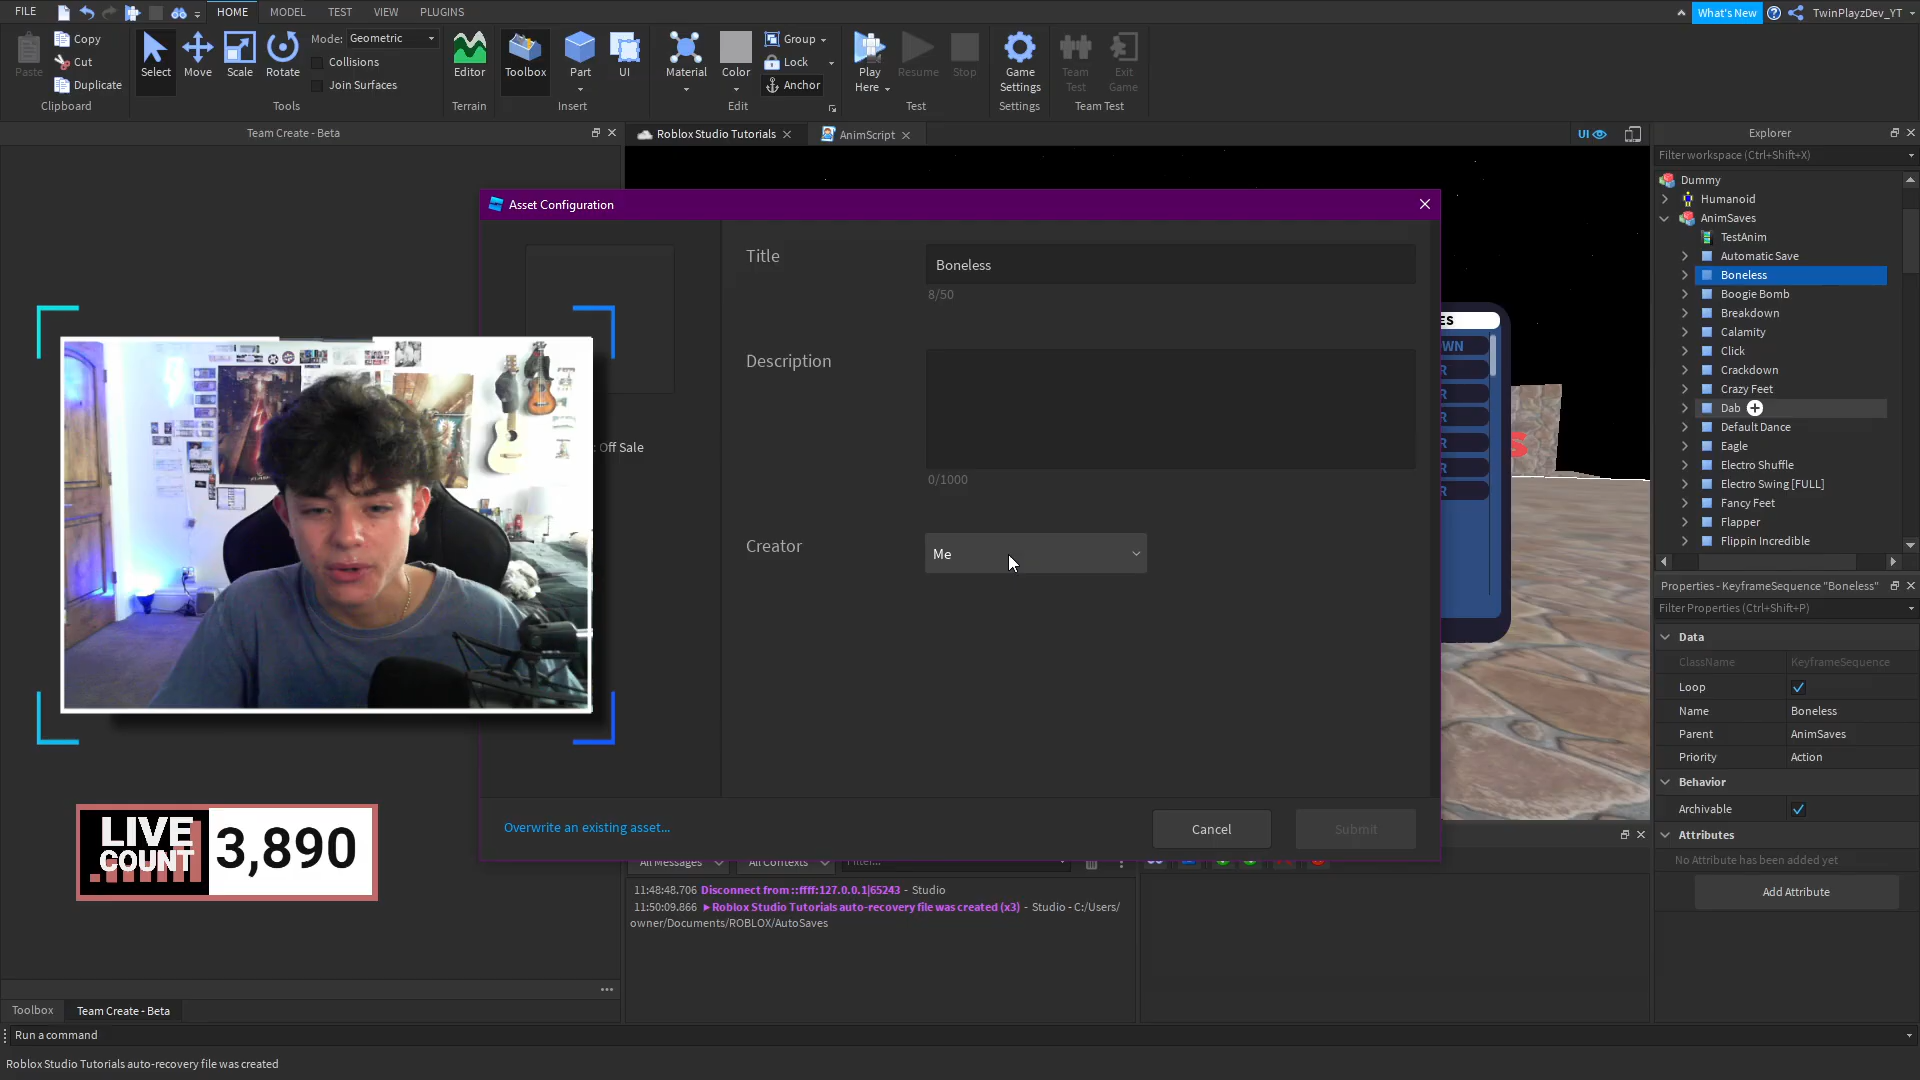 FILE
HOME
MODEL
TEST
VIEW
PLUGINS
What's New
TwinPlayzDev_YT
Paste
Copy
Cut
Duplicate
Clipboard
Select
Move
Scale
Rotate
Mode: Geometric
Collisions
Join Surfaces
Tools
Editor
Terrain
Toolbox
Part
UI
Insert
Material
Color
Group
Lock
Anchor
Edit
Play
Here
Resume
Stop
Test
Game
Settings
Settings
Team
Test
Exit
Game
Team Test
Team Create - Beta
Roblox Studio Tutorials
AnimScript
UI
Explorer
Filter workspace (Ctrl+Shift+X)
Dummy
Humanoid
AnimSaves
TestAnim
Automatic Save
Boneless
Boogie Bomb
Breakdown
Calamity
Click
Crackdown
Crazy Feet
Dab
Default Dance
Eagle
Electro Shuffle
Electro Swing [FULL]
Fancy Feet
Flapper
Flippin Incredible
Asset Configuration
Title
Boneless
8/50
Description
0/1000
Creator
Me
: Off Sale
Overwrite an existing asset...
Cancel
Submit
ES
WN
R
R
R
R
R
R
S
Properties - KeyframeSequence "Boneless"
Filter Properties (Ctrl+Shift+P)
Data
ClassName KeyframeSequence
Loop
Name Boneless
Parent AnimSaves
Priority Action
Behavior
Archivable
Attributes
No Attribute has been added yet
Add Attribute
LIVE
COUNT
3,890
All Messages
All Contexts
Filter...
11:48:48.706 Disconnect from ::ffff:127.0.0.1|65243 - Studio
11:50:09.866 ▸Roblox Studio Tutorials auto-recovery file was created (x3) - Studio - C:/Users/
owner/Documents/ROBLOX/AutoSaves
Toolbox
Team Create - Beta
Run a command
Roblox Studio Tutorials auto-recovery file was created